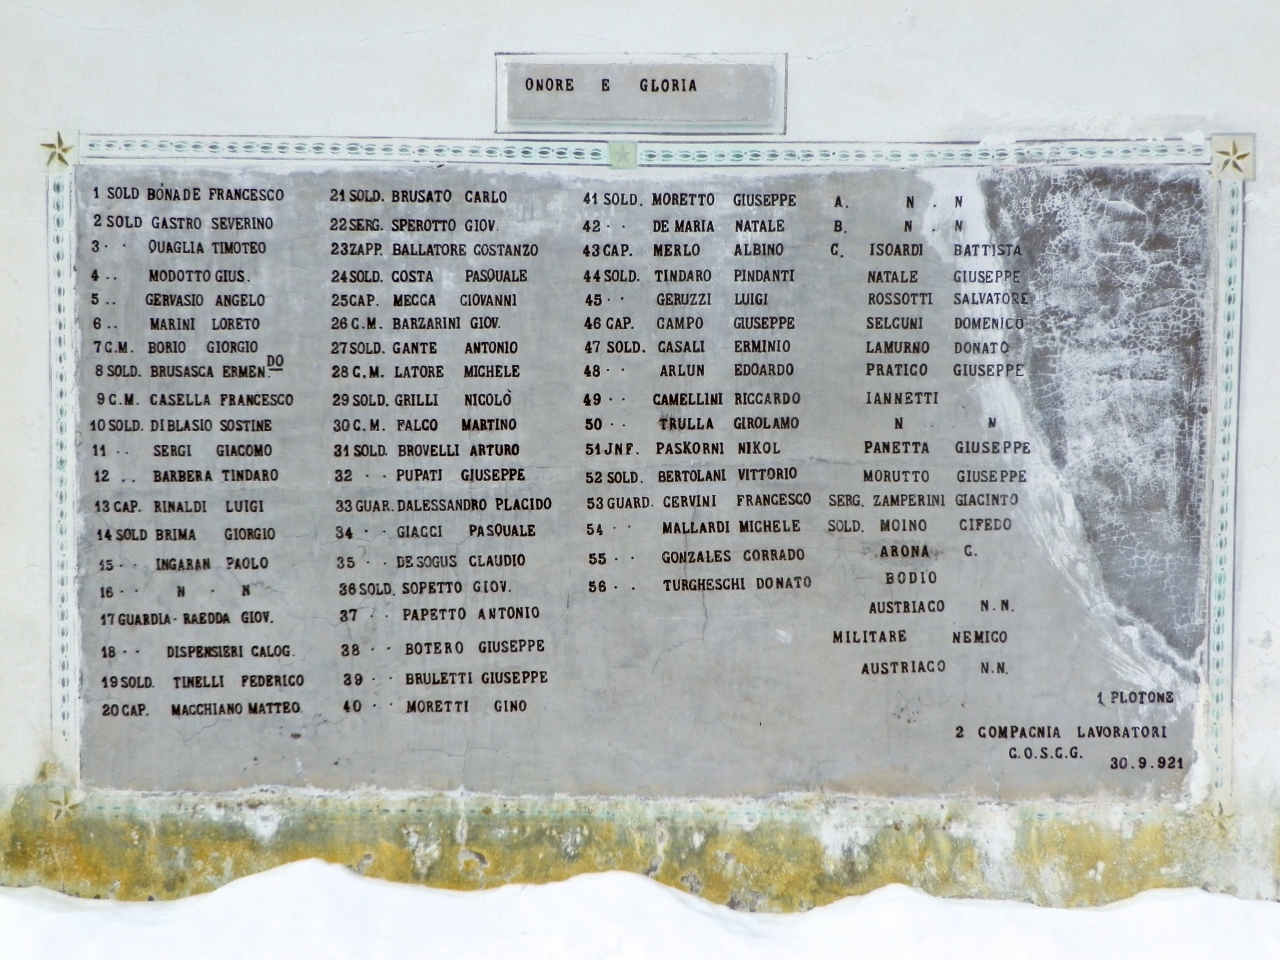 ONORE E GLORIA
1 SOLD BÓNADE FRANCESCO
2 SOLD GASTRO SEVERINO
3 · · QUAGLIA TIMOTEO
4 .. MODOTTO GIUS.
5 .. GERVASIO ANGELO
6 .. MARINI LORETO
7 C.M. BORIO GIORGIO
8 SOLD. BRUSASCA ERMEN.DO
9 C.M. CASELLA FRANCESCO
10 SOLD. DI BLASIO SOSTINE
11 .. SERGI GIACOMO
12 .. BARBERA TINDARO
13 CAP. RINALDI LUIGI
14 SOLD BRIMA GIORGIO
15 · · INGARAN PAOLO
16 · · N · N
17 GUARDIA · RAEDDA GIOV.
18 · · DISPENSIERI CALOG.
19 SOLD. TINELLI FEDERICO
20 CAP. MACCHIANO MATTEO
21 SOLD. BRUSATO CARLO
22 SERG. SPEROTTO GIOV.
23 ZAPP. BALLATORE COSTANZO
24 SOLD. COSTA PASQUALE
25 CAP. MECCA GIOVANNI
26 C.M. BARZARINI GIOV.
27 SOLD. GANTE ANTONIO
28 C.M. LATORE MICHELE
29 SOLD. GRILLI NICOLÒ
30 C.M. FALCO MARTINO
31 SOLD. BROVELLI ARTURO
32 · · PUPATI GIUSEPPE
33 GUAR. DALESSANDRO PLACIDO
34 · · GIACCI PASQUALE
35 · · DESOGUS CLAUDIO
36 SOLD. SOPETTO GIOV.
37 · · PAPETTO ANTONIO
38 · · BOTERO GIUSEPPE
39 · · BRULETTI GIUSEPPE
40 · · MORETTI GINO
41 SOLD. MORETTO GIUSEPPE
42 · · DE MARIA NATALE
43 CAP. MERLO ALBINO
44 SOLD. TINDARO PINDANTI
45 · · GERUZZI LUIGI
46 CAP. CAMPO GIUSEPPE
47 SOLD. CASALI ERMINIO
48 · · ARLUN EDOARDO
49 · · CAMELLINI RICCARDO
50 · · TRULLA GIROLAMO
51 INF. PASKORNI NIKOL
52 SOLD. BERTOLANI VITTORIO
53 GUARD. CERVINI FRANCESCO
54 · · MALLARDI MICHELE
55 · · GONZALES CORRADO
56 · · TURGHESCHI DONATO
A. N . N
B. N . N
C. ISOARDI BATTISTA
NATALE GIUSEPPE
ROSSOTTI SALVATORE
SELCUNI DOMENICO
LAMURNO DONATO
PRATICO GIUSEPPE
IANNETTI
N N
PANETTA GIUSEPPE
MORUTTO GIUSEPPE
SERG. ZAMPERINI GIACINTO
SOLD. MOINO CIFEDO
ARONA C.
BODIO
AUSTRIACO N.N.
MILITARE NEMICO
AUSTRIACO N.N.
1 PLOTONE
2 COMPAGNIA LAVORATORI
C.O.S.C.G.
30.9.921